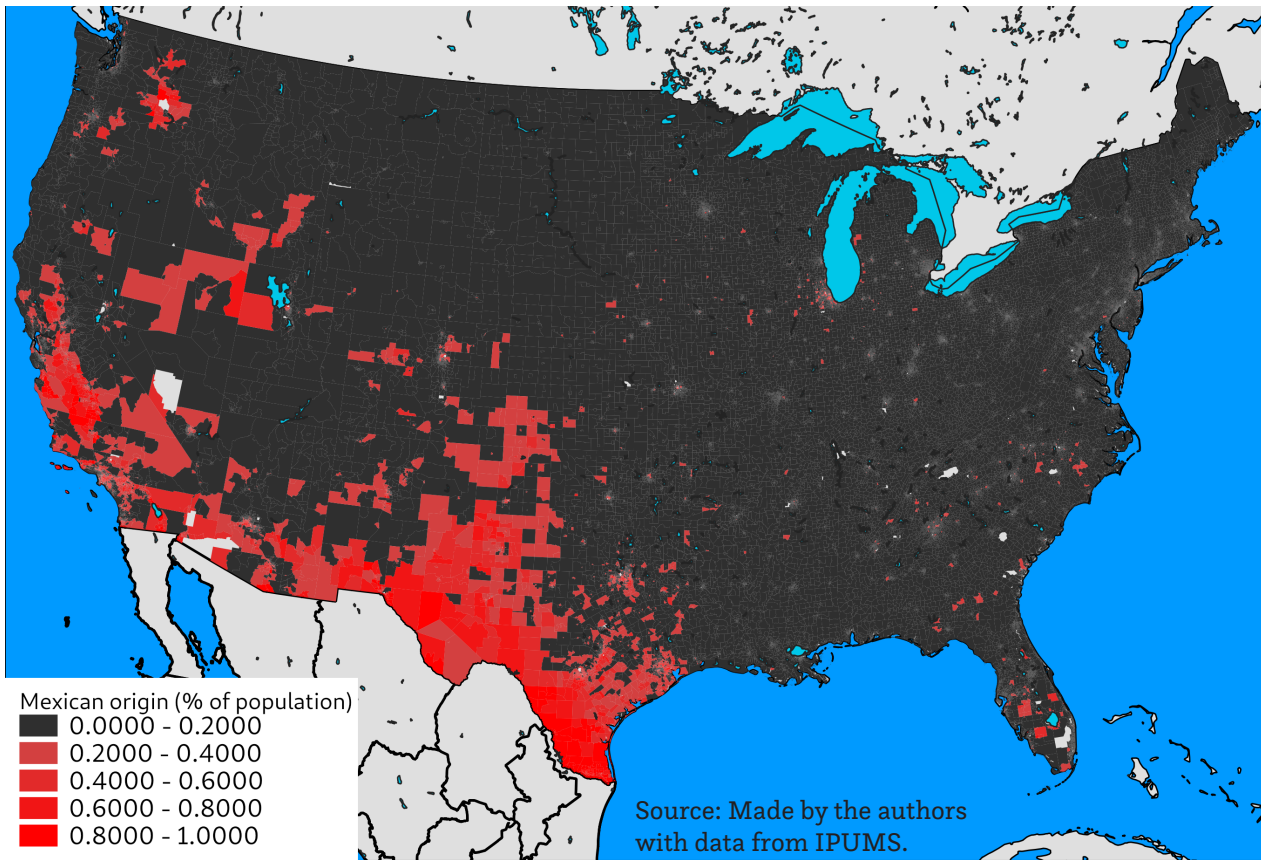 Mexican origin (% of population)
0.0000 - 0.2000
0.2000 - 0.4000
0.4000 - 0.6000
0.6000 - 0.8000
0.8000 - 1.0000
Source: Made by the authors
with data from IPUMS.